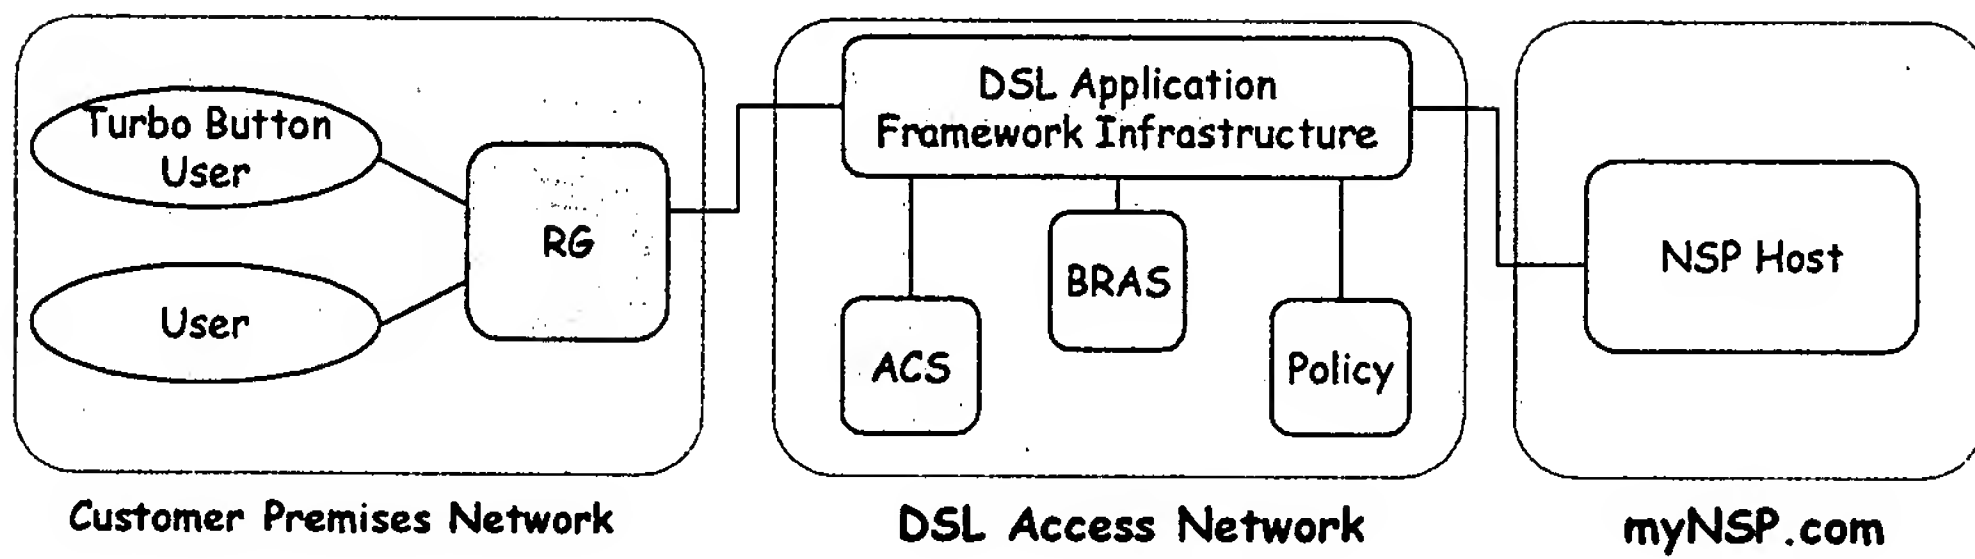 Turbo Button
User
User
RG
Customer Premises Network
DSL Application
Framework Infrastructure
ACS
BRAS
Policy
DSL Access Network
NSP Host
myNSP.com